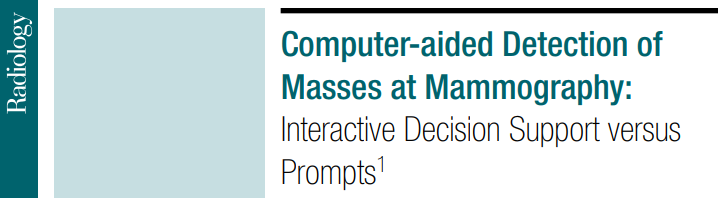 Radiology
Computer-aided Detection of
Masses at Mammography:
Interactive Decision Support versus
Prompts¹